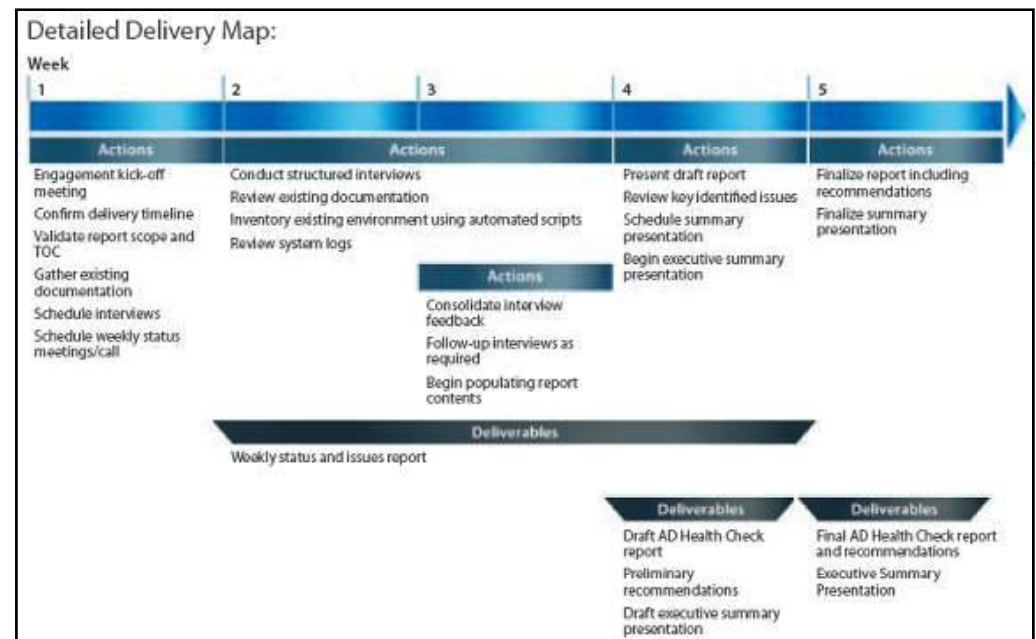 Detailed Delivery Map:
Week
1
2
3
4
5
Actions
Engagement kick-off
meeting
Confirm delivery timeline
Validate report scope and
TOC
Gather existing
documentation
Schedule interviews
Schedule weekly status
meetings/call
Actions
Conduct structured interviews
Review existing documentation
Inventory existing environment using automated scripts
Review system logs
Actions
Consolidate interview
feedback
Follow-up interviews as
required
Begin populating report
contents
Actions
Present draft report
Review key identified issues
Schedule summary
presentation
Begin executive summary
presentation
Actions
Finalize report including
recommendations
Finalize summary
presentation
Deliverables
Weekly status and issues report
Deliverables
Draft AD Health Check
report
Preliminary
recommendations
Draft executive summary
presentation
Deliverables
Final AD Health Check report
and recommendations
Executive Summary
Presentation